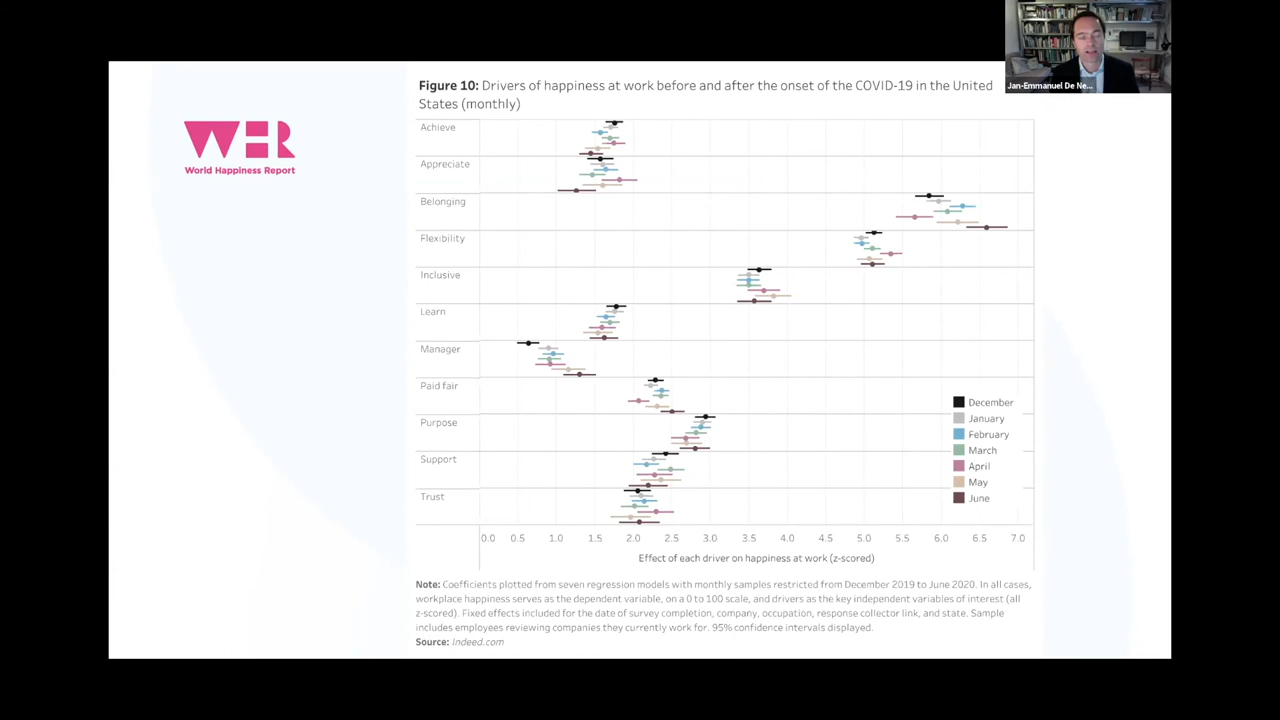 Jan-Emmanuel De Ne...
Figure 10: Drivers of happiness at work before and after the onset of the COVID-19 in the United
States (monthly)
WHR
World Happiness Report
Achieve
Appreciate
Belonging
Flexibility
Inclusive
Learn
Manager
Paid fair
Purpose
Support
Trust
December
January
February
March
April
May
June
0.0 0.5 1.0 1.5 2.0 2.5 3.0 3.5 4.0 4.5 5.0 5.5 6.0 6.5 7.0
Effect of each driver on happiness at work (z-scored)
Note: Coefficients plotted from seven regression models with monthly samples restricted from December 2019 to June 2020. In all cases,
workplace happiness serves as the dependent variable, on a 0 to 100 scale, and drivers as the key independent variables of interest (all
z-scored). Fixed effects included for the date of survey completion, company, occupation, response collector link, and state. Sample
includes employees reviewing companies they currently work for. 95% confidence intervals displayed.
Source: Indeed.com